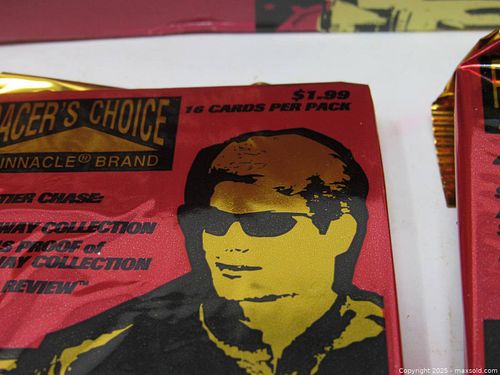 $1.99
16 CARDS PER PACK
ACER'S CHOICE
INNACLE® BRAND
TIER CHASE:
WAY COLLECTION
S PROOF of
AY COLLECTION
REVIEW™
Copyright 2025 - maxsold.com